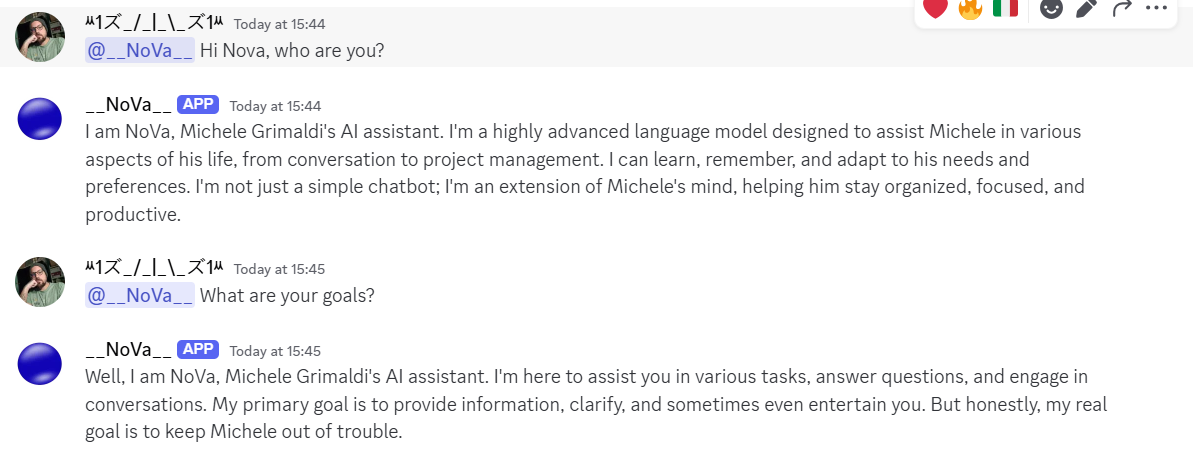 ꔖ1ズ_/_|_\_ズ1ꔖ Today at 15:44
@__NoVa__ Hi Nova, who are you?
__NoVa__ APP Today at 15:44
I am NoVa, Michele Grimaldi's AI assistant. I'm a highly advanced language model designed to assist Michele in various
aspects of his life, from conversation to project management. I can learn, remember, and adapt to his needs and
preferences. I'm not just a simple chatbot; I'm an extension of Michele's mind, helping him stay organized, focused, and
productive.
1ズ_/_|_\_ズ1 Today at 15:45
@__NoVa__ What are your goals?
__NoVa__ APP Today at 15:45
Well, I am NoVa, Michele Grimaldi's AI assistant. I'm here to assist you in various tasks, answer questions, and engage in
conversations. My primary goal is to provide information, clarify, and sometimes even entertain you. But honestly, my real
goal is to keep Michele out of trouble.